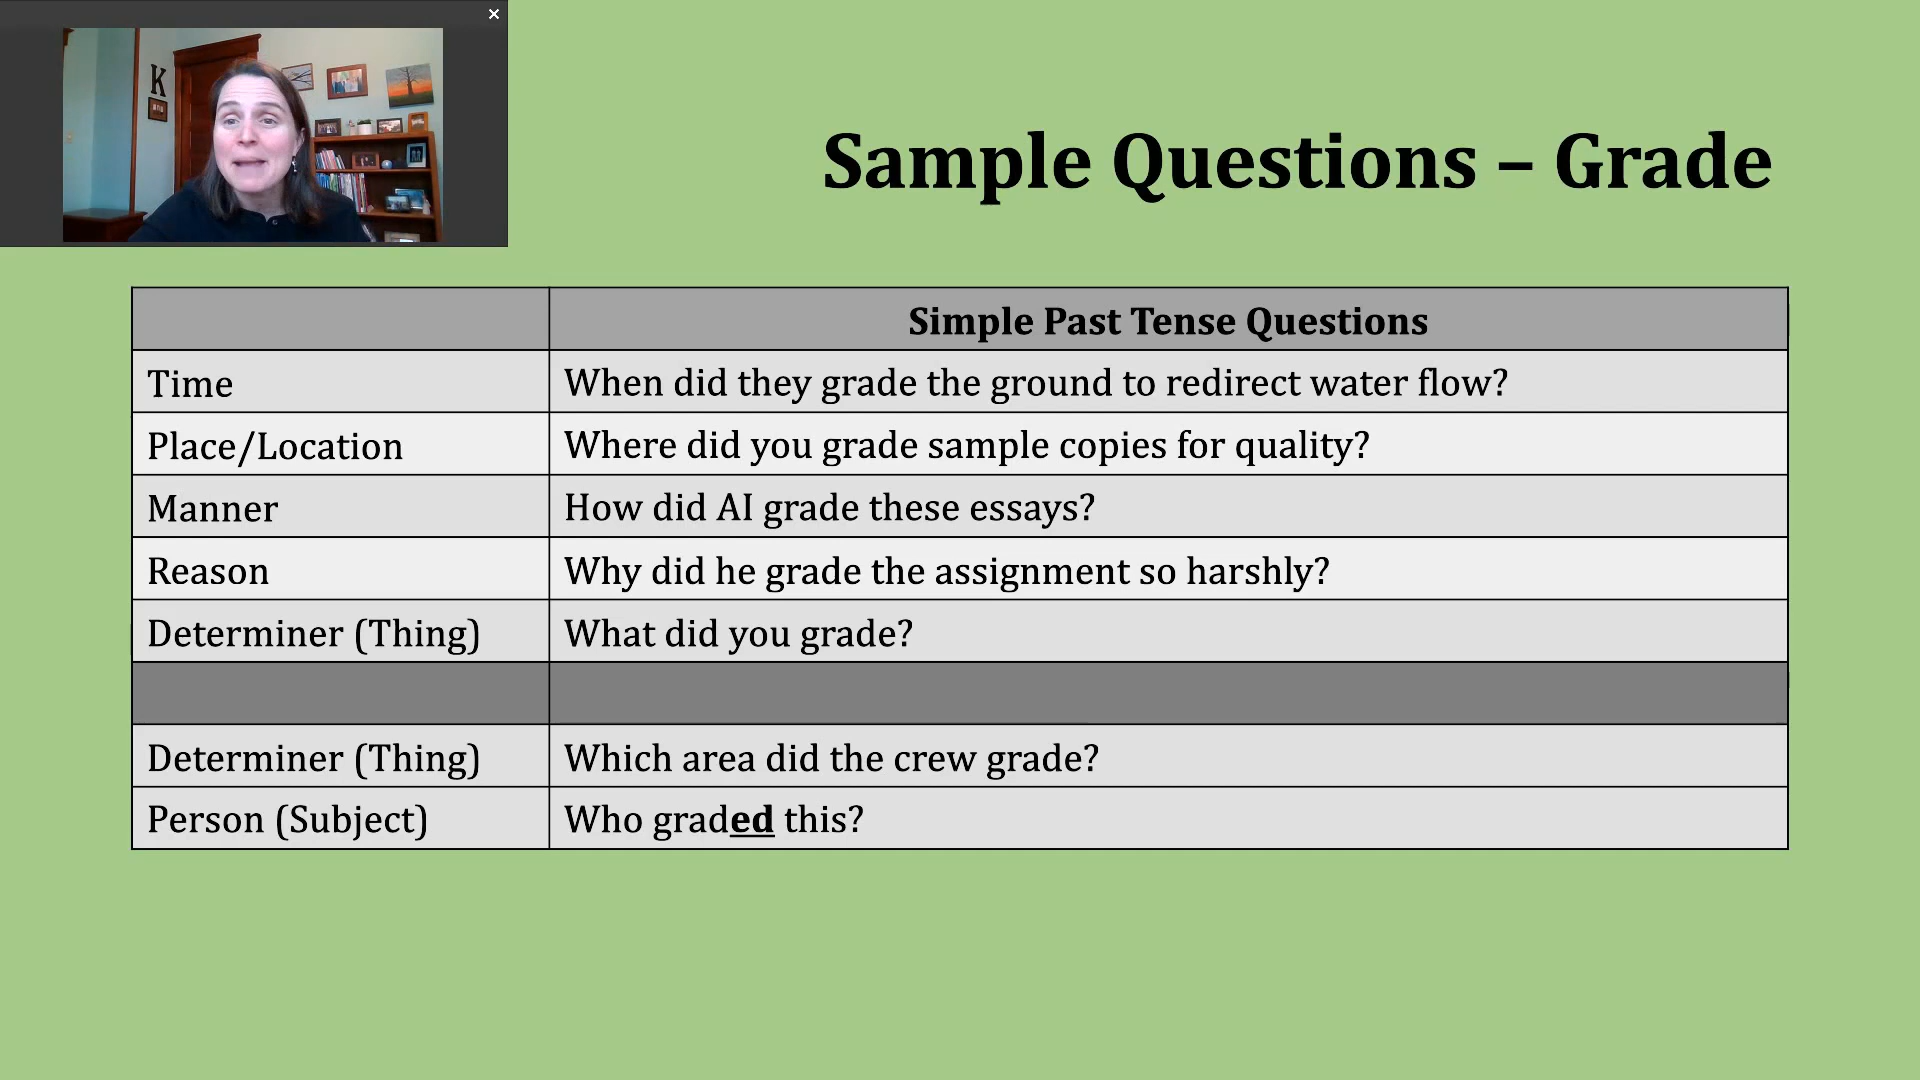 K
Sample Questions – Grade
Simple Past Tense Questions
Time
When did they grade the ground to redirect water flow?
Place/Location
Where did you grade sample copies for quality?
Manner
How did AI grade these essays?
Reason
Why did he grade the assignment so harshly?
Determiner (Thing)
What did you grade?
Determiner (Thing)
Which area did the crew grade?
Person (Subject)
Who graded this?